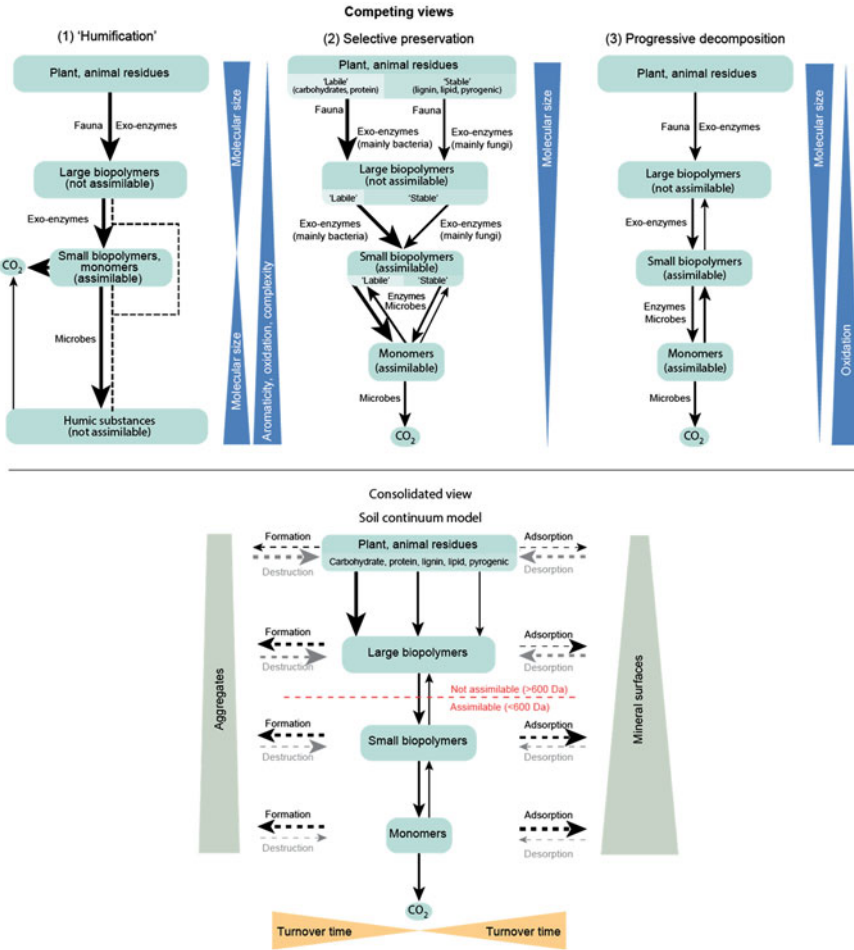 Competing views
(1) 'Humification'
Plant, animal residues
Fauna
Exo-enzymes
Large biopolymers
(not assimilable)
Exo-enzymes
Small biopolymers,
monomers
(assimilable)
CO2
Microbes
Humic substances
(not assimilable)
Molecular size
Molecular size
Aromaticity, oxidation, complexity
(2) Selective preservation
Plant, animal residues
'Labile'
(carbohydrates, protein)
'Stable'
(lignin, lipid, pyrogenic)
Fauna
Fauna
Exo-enzymes
(mainly bacteria)
Exo-enzymes
(mainly fungi)
Large biopolymers
(not assimilable)
'Labile'
'Stable'
Exo-enzymes
(mainly bacteria)
Exo-enzymes
(mainly fungi)
Small biopolymers
(assimilable)
'Labile'
'Stable'
Enzymes
Microbes
Monomers
(assimilable)
Microbes
CO2
Molecular size
(3) Progressive decomposition
Plant, animal residues
Fauna
Exo-enzymes
Large biopolymers
(not assimilable)
Exo-enzymes
Small biopolymers
(assimilable)
Enzymes
Microbes
Monomers
(assimilable)
Microbes
CO2
Molecular size
Oxidation
Consolidated view
Soil continuum model
Aggregates
Formation
Destruction
Plant, animal residues
Carbohydrate, protein, lignin, lipid, pyrogenic
Adsorption
Desorption
Formation
Destruction
Large biopolymers
Adsorption
Desorption
Not assimilable (>600 Da)
Assimilable (<600 Da)
Formation
Destruction
Small biopolymers
Adsorption
Desorption
Formation
Destruction
Monomers
Adsorption
Desorption
Mineral surfaces
CO2
Turnover time
Turnover time